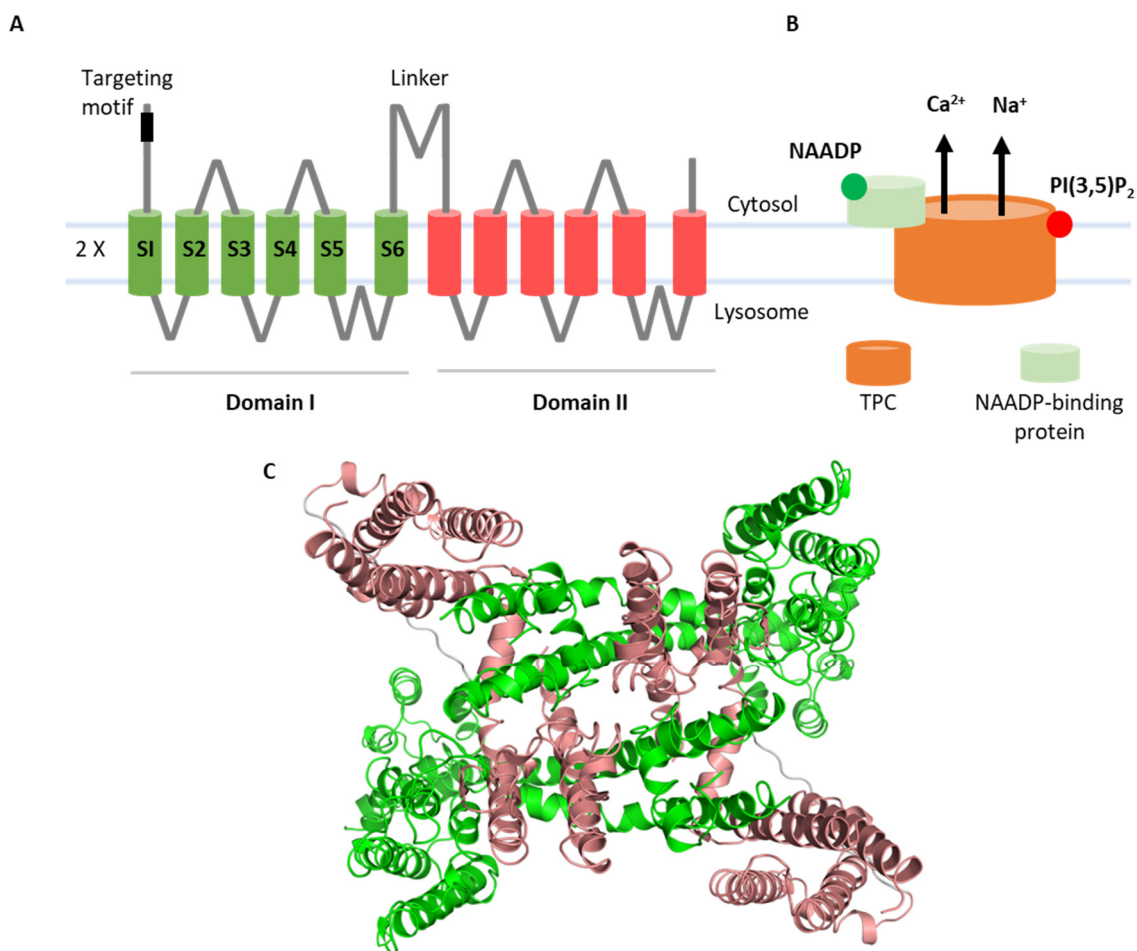 A
Targeting
motif
Linker
2 X
SI
S2
S3
S4
S5
S6
Cytosol
Lysosome
Domain I
Domain II
B
Ca²⁺
Na⁺
NAADP
PI(3,5)P₂
TPC
NAADP-binding
protein
C